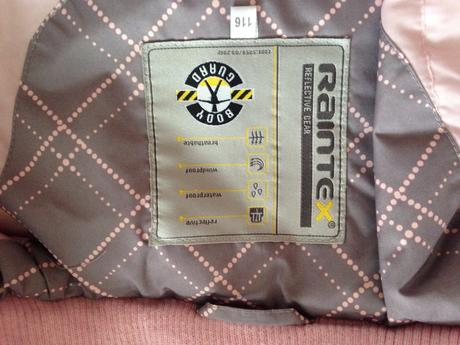 116
RainTeX®
REFLECTIVE GEAR
BODY
GUARD
breathable
windproof
waterproof
reflective